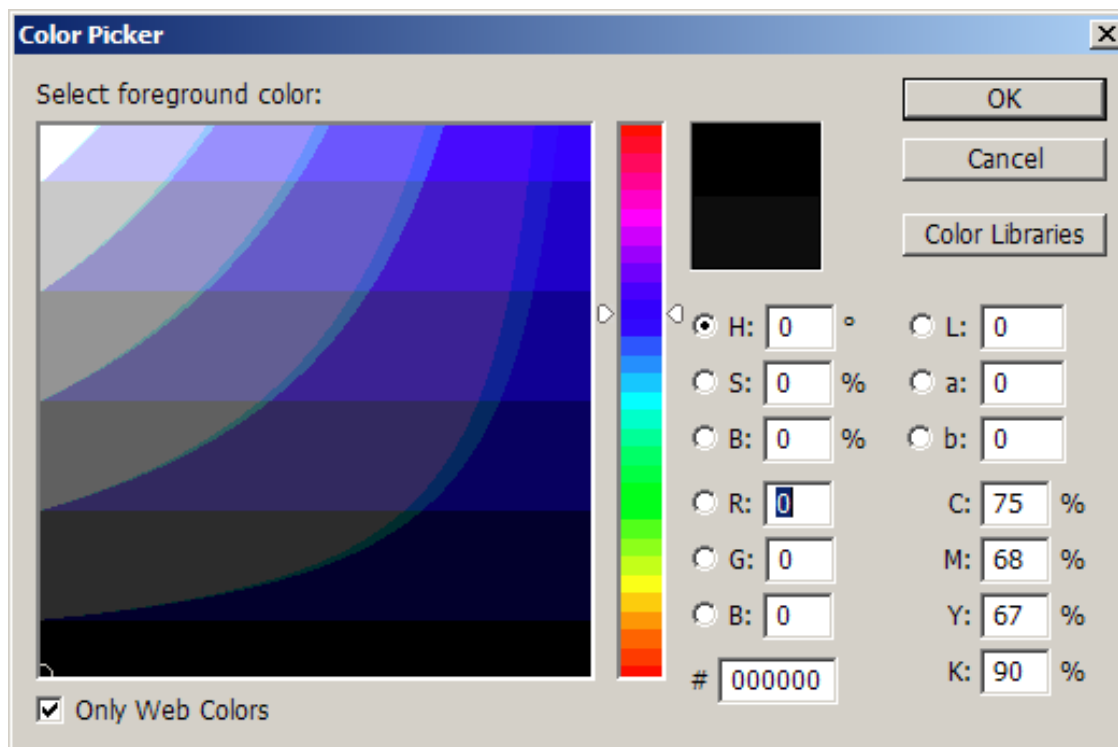 Color Picker
Select foreground color:
OK
Cancel
Color Libraries
H: 0 °
L: 0
S: 0 %
a: 0
B: 0 %
b: 0
R: 0
C: 75 %
G: 0
M: 68 %
B: 0
Y: 67 %
# 000000
K: 90 %
Only Web Colors